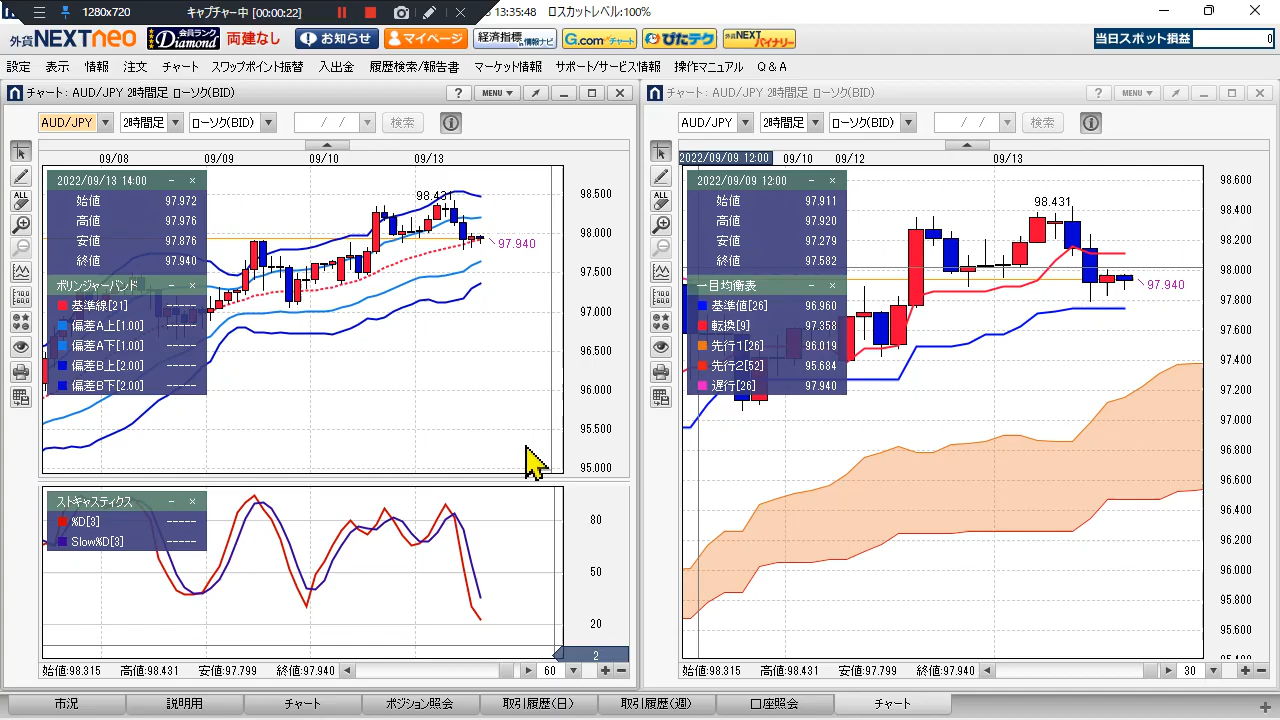 1280x720 キャプチャー中 [00:00:22] 13:35:48 ロスカットレベル:100%
外貨NEXTneo 会員ランク Diamond 両建なし お知らせ マイページ 経済指標 情報ナビ G.comチャート ぴたテク 外貨NEXTバイナリー 当日スポット損益 0
設定 表示 情報 注文 チャート スワップポイント振替 入出金 履歴検索/報告書 マーケット情報 サポート/サービス情報 操作マニュアル Q&A
チャート: AUD/JPY 2時間足 ローソク(BID) ? MENU
AUD/JPY 2時間足 ローソク(BID) / / 検索
09/08 09/09 09/10 09/13
2022/09/13 14:00
始値 97.972
高値 97.976
安値 97.876
終値 97.940
ボリンジャーバンド
基準線[21] -----
偏差A上[1.00] -----
偏差A下[1.00] -----
偏差B上[2.00] -----
偏差B下[2.00] -----
98.431
97.940
98.500
98.000
97.500
97.000
96.500
96.000
95.500
95.000
ALL
ストキャスティクス
%D[3] -----
Slow%D[3] -----
80
50
20
2
始値:98.315 高値:98.431 安値:97.799 終値:97.940 60
チャート: AUD/JPY 2時間足 ローソク(BID) ? MENU
AUD/JPY 2時間足 ローソク(BID) / / 検索
2022/09/09 12:00 09/10 09/12 09/13
2022/09/09 12:00
始値 97.911
高値 97.920
安値 97.279
終値 97.582
一目均衡表
基準値[26] 96.960
転換[9] 97.358
先行1[26] 96.019
先行2[52] 95.684
遅行[26] 97.940
98.431
97.940
98.600
98.400
98.200
98.000
97.800
97.600
97.400
97.200
97.000
96.800
96.600
96.400
96.200
96.000
95.800
95.600
95.400
ALL
始値:98.315 高値:98.431 安値:97.799 終値:97.940 30
市況 説明用 チャート ポジション照会 取引履歴(日) 取引履歴(週) 口座照会 チャート